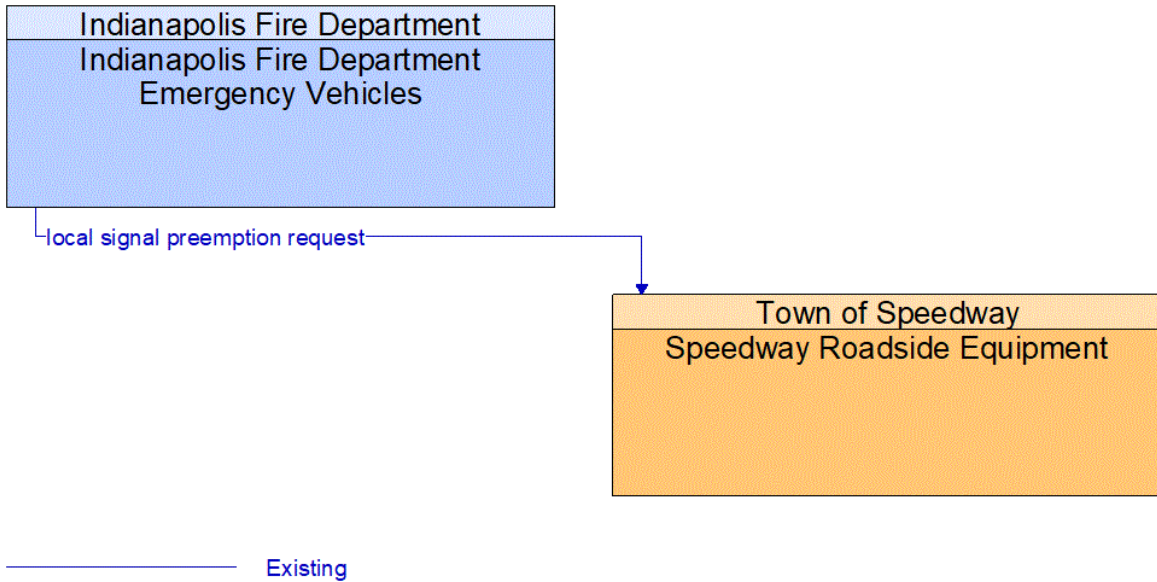 Indianapolis Fire Department
Indianapolis Fire Department
Emergency Vehicles
local signal preemption request
Town of Speedway
Speedway Roadside Equipment
Existing